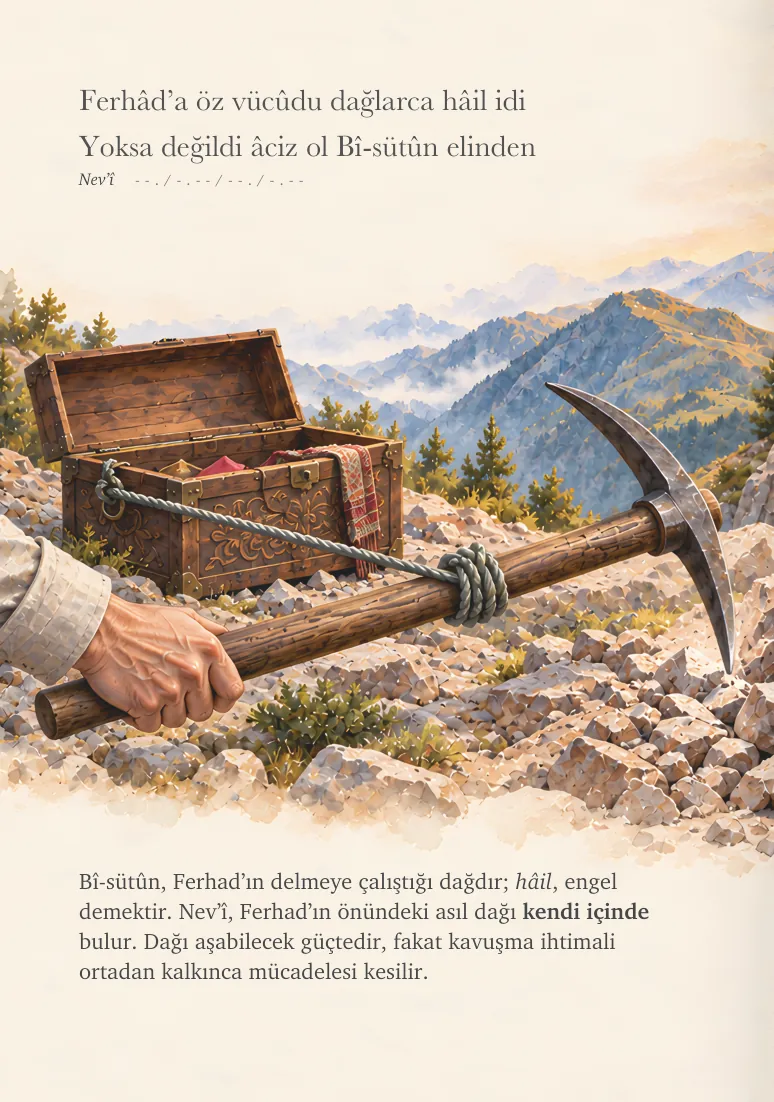 Ferhâd’a öz vücûdu dağlarca hâil idi
Yoksa değildi âciz ol Bî-sütûn elinden
Nev’î - - . / - . - - / - - . / - . - -
Bî-sütûn, Ferhad’ın delmeye çalıştığı dağdır; hâil, engel
demektir. Nev’î, Ferhad’ın önündeki asıl dağı kendi içinde
bulur. Dağı aşabilecek güçtedir, fakat kavuşma ihtimali
ortadan kalkınca mücadelesi kesilir.